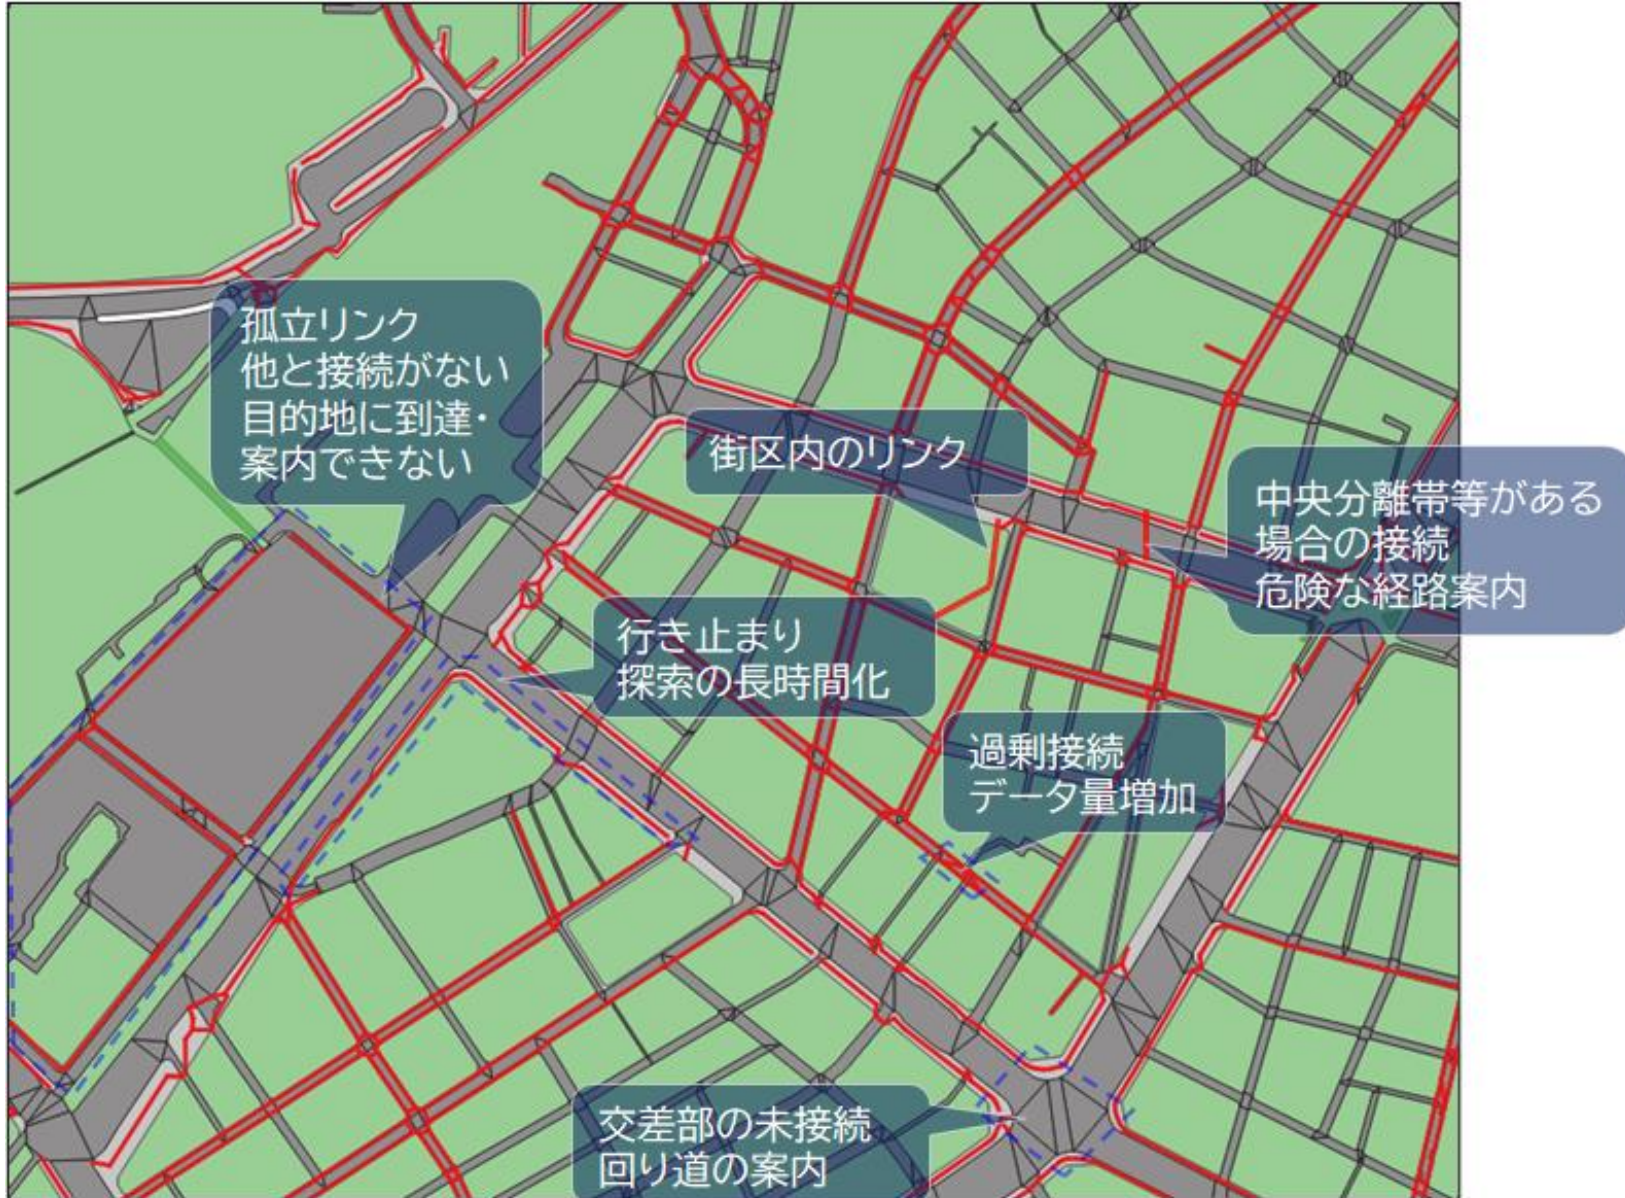 孤立リンク
他と接続がない
目的地に到達・
案内できない
街区内のリンク
中央分離帯等がある
場合の接続
危険な経路案内
行き止まり
探索の長時間化
過剰接続
データ量増加
交差部の未接続
回り道の案内